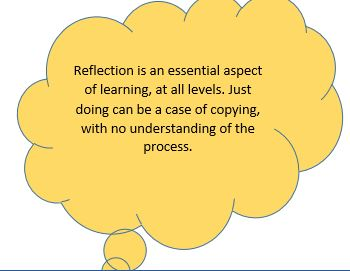 Reflection is an essential aspect
of learning, at all levels. Just
doing can be a case of copying,
with no understanding of the
process.